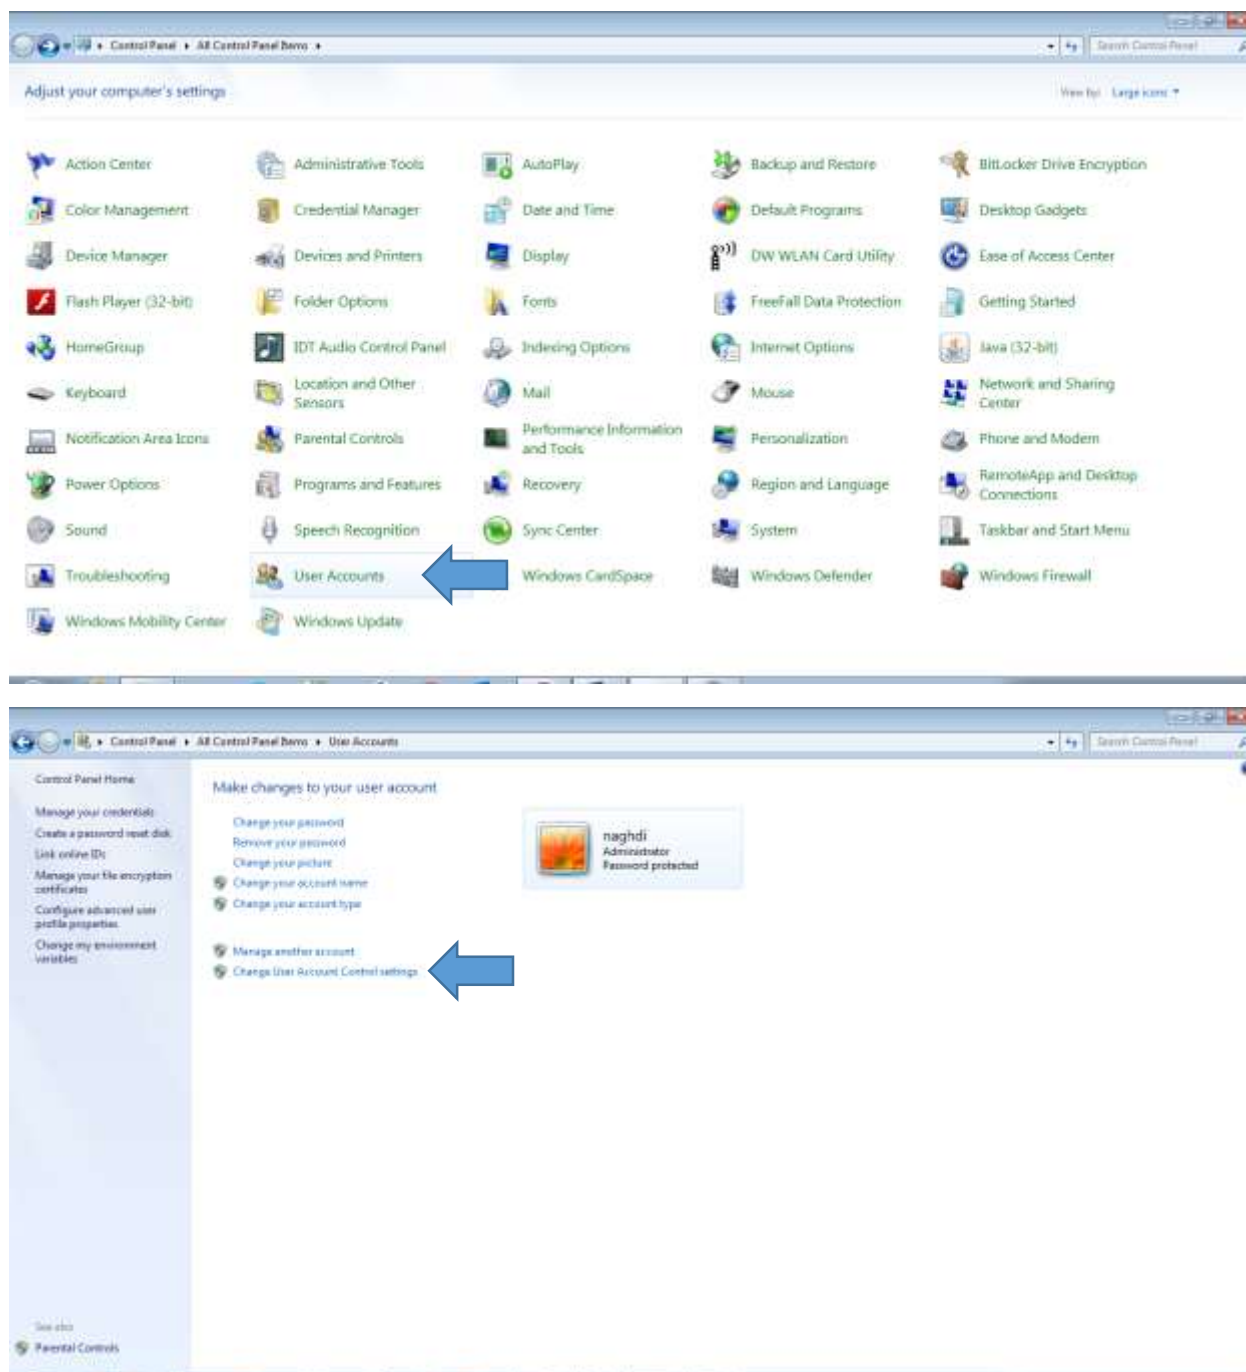 Control Panel ▸ All Control Panel Items ▸
Search Control Panel
Adjust your computer's settings
View by: Large icons
Action Center
Administrative Tools
AutoPlay
Backup and Restore
BitLocker Drive Encryption
Color Management
Credential Manager
Date and Time
Default Programs
Desktop Gadgets
Device Manager
Devices and Printers
Display
DW WLAN Card Utility
Ease of Access Center
Flash Player (32-bit)
Folder Options
Fonts
FreeFall Data Protection
Getting Started
HomeGroup
IDT Audio Control Panel
Indexing Options
Internet Options
Java (32-bit)
Keyboard
Location and Other
Sensors
Mail
Mouse
Network and Sharing
Center
Notification Area Icons
Parental Controls
Performance Information
and Tools
Personalization
Phone and Modem
Power Options
Programs and Features
Recovery
Region and Language
RemoteApp and Desktop
Connections
Sound
Speech Recognition
Sync Center
System
Taskbar and Start Menu
Troubleshooting
User Accounts
Windows CardSpace
Windows Defender
Windows Firewall
Windows Mobility Center
Windows Update
Control Panel ▸ All Control Panel Items ▸ User Accounts
Search Control Panel
Control Panel Home
Manage your credentials
Create a password reset disk
Link online IDs
Manage your file encryption
certificates
Configure advanced user
profile properties
Change my environment
variables
Make changes to your user account
Change your password
Remove your password
Change your picture
Change your account name
Change your account type
Manage another account
Change User Account Control settings
naghdi
Administrator
Password protected
See also
Parental Controls